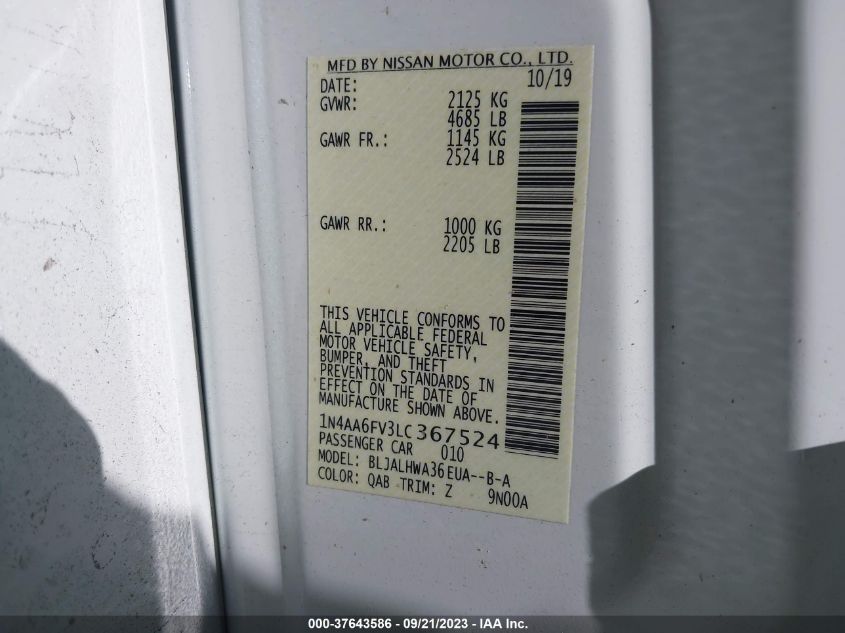 MFD BY NISSAN MOTOR CO., LTD.
DATE: 10/19
GVWR: 2125 KG
4685 LB
GAWR FR.: 1145 KG
2524 LB
GAWR RR.: 1000 KG
2205 LB
THIS VEHICLE CONFORMS TO
ALL APPLICABLE FEDERAL
MOTOR VEHICLE SAFETY,
BUMPER, AND THEFT
PREVENTION STANDARDS IN
EFFECT ON THE DATE OF
MANUFACTURE SHOWN ABOVE.
1N4AA6FV3LC367524
PASSENGER CAR 010
MODEL: BLJALHWA36EUA--B-A
COLOR: QAB TRIM: Z 9N00A
000-37643586 - 09/21/2023 - IAA Inc.